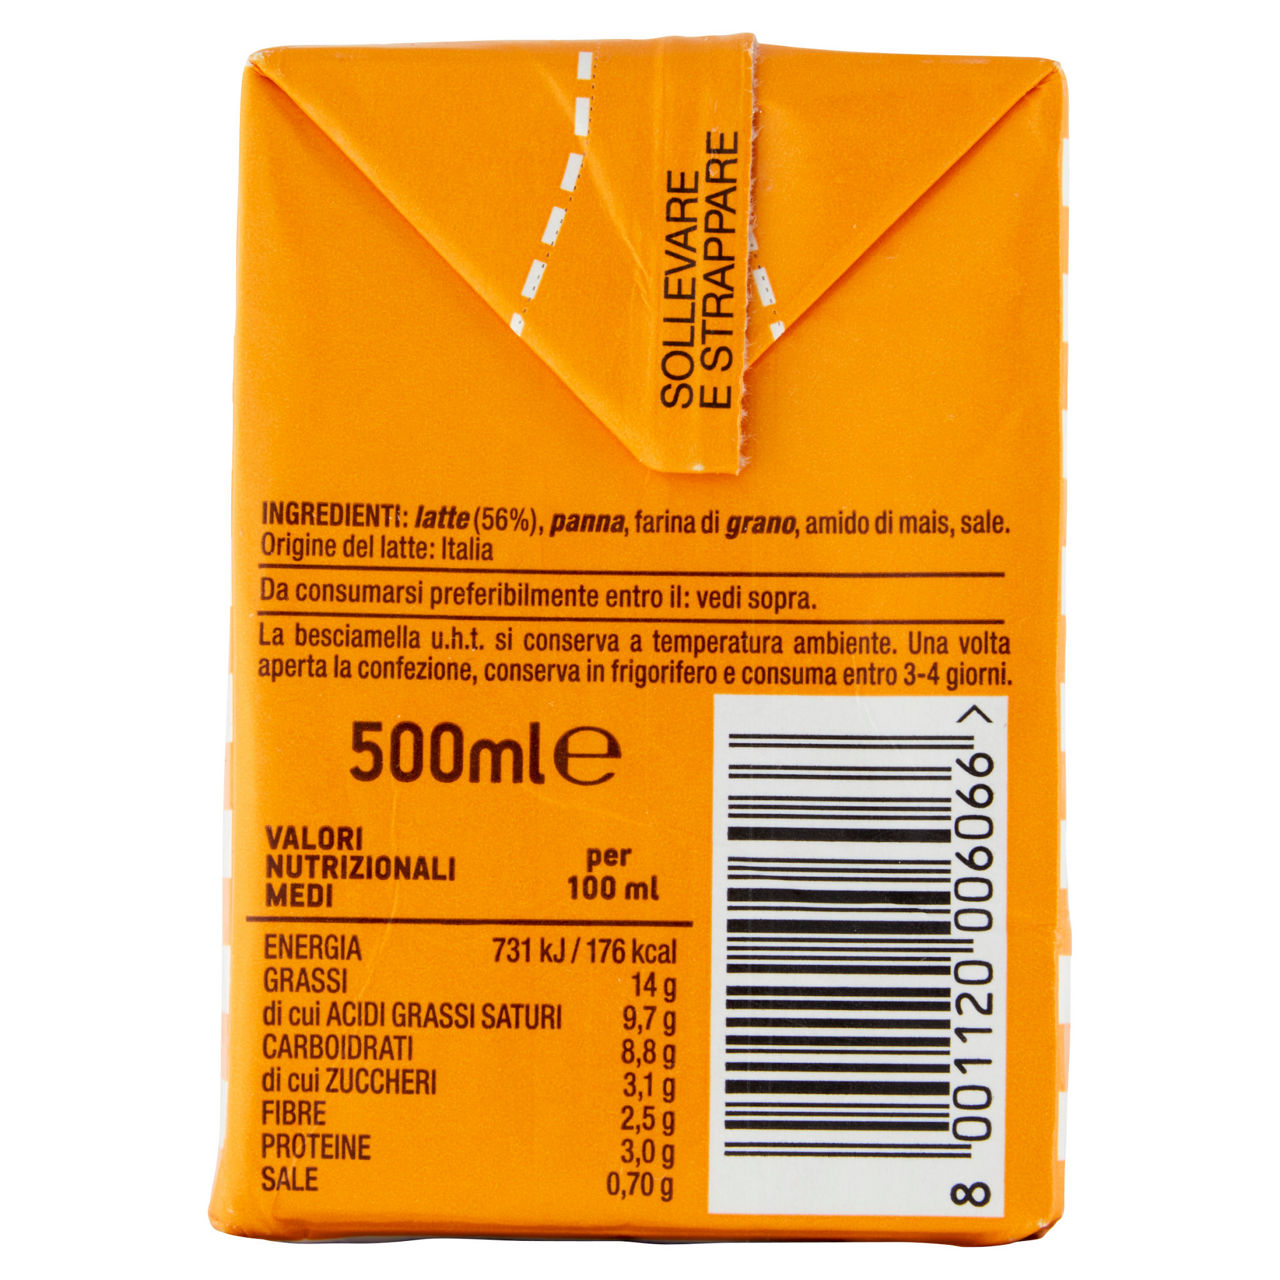 SOLLEVARE
E STRAPPARE
INGREDIENTI: latte (56%), panna, farina di grano, amido di mais, sale.
Origine del latte: Italia
Da consumarsi preferibilmente entro il: vedi sopra.
La besciamella u.h.t. si conserva a temperatura ambiente. Una volta
aperta la confezione, conserva in frigorifero e consuma entro 3-4 giorni.
500ml e
VALORI
NUTRIZIONALI
MEDI
per
100 ml
ENERGIA 731 kJ / 176 kcal
GRASSI 14 g
di cui ACIDI GRASSI SATURI 9,7 g
CARBOIDRATI 8,8 g
di cui ZUCCHERI 3,1 g
FIBRE 2,5 g
PROTEINE 3,0 g
SALE 0,70 g
8 001120 006066 >